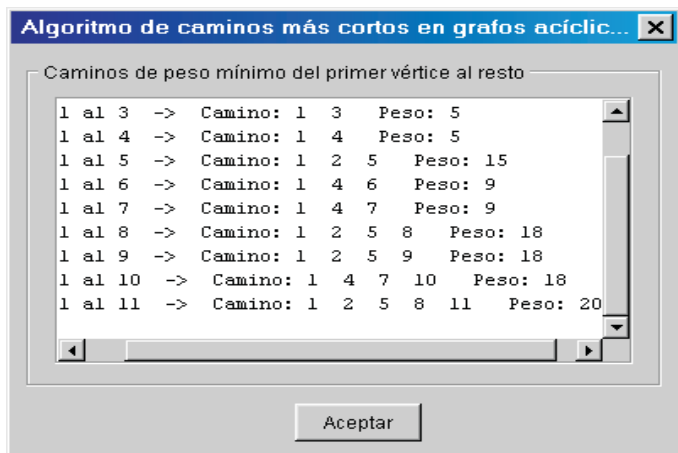 Algoritmo de caminos más cortos en grafos acíclic...
Caminos de peso mínimo del primer vértice al resto
1 al 3 -> Camino: 1 3 Peso: 5
1 al 4 -> Camino: 1 4 Peso: 5
1 al 5 -> Camino: 1 2 5 Peso: 15
1 al 6 -> Camino: 1 4 6 Peso: 9
1 al 7 -> Camino: 1 4 7 Peso: 9
1 al 8 -> Camino: 1 2 5 8 Peso: 18
1 al 9 -> Camino: 1 2 5 9 Peso: 18
1 al 10 -> Camino: 1 4 7 10 Peso: 18
1 al 11 -> Camino: 1 2 5 8 11 Peso: 20
Aceptar